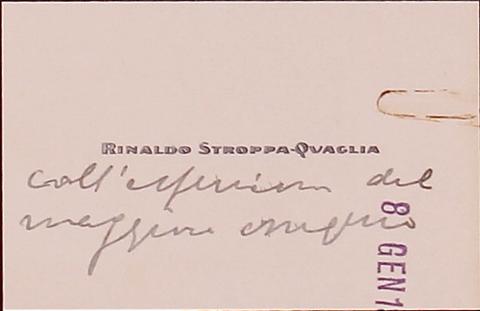 RINALDO STROPPA-QUAGLIA
coll'espressione del
maggiore ossequio
8 GEN 1